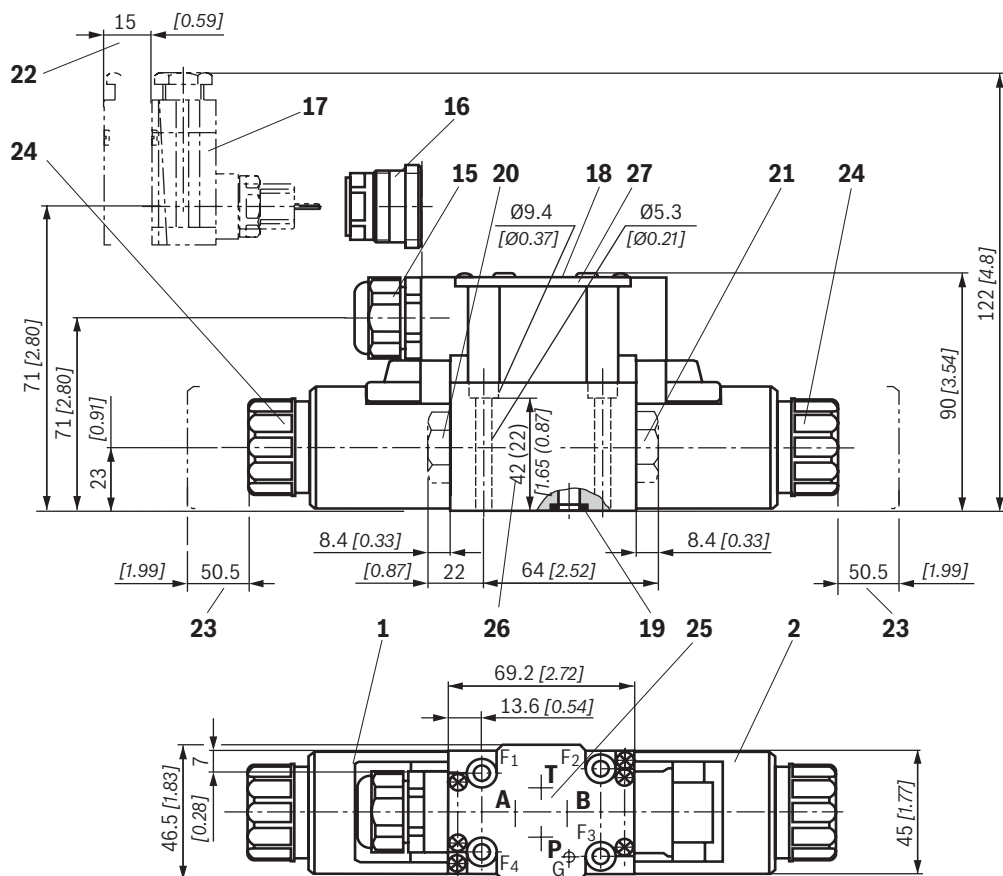 15 [0.59]
22
17
16
24
15
20
18
27
21
24
Ø9.4
[Ø0.37]
Ø5.3
[Ø0.21]
122 [4.8]
90 [3.54]
71 [2.80]
71 [2.80]
[0.91]
23
42 (22)
[1.65 (0.87)]
8.4 [0.33]
8.4 [0.33]
[1.99] 50.5
[0.87] 22
64 [2.52]
50.5 [1.99]
23
1
26
19
25
2
23
69.2 [2.72]
13.6 [0.54]
7
[0.28]
46.5 [1.83]
45 [1.77]
F1
F2
T
A
B
F3
P
F4
G